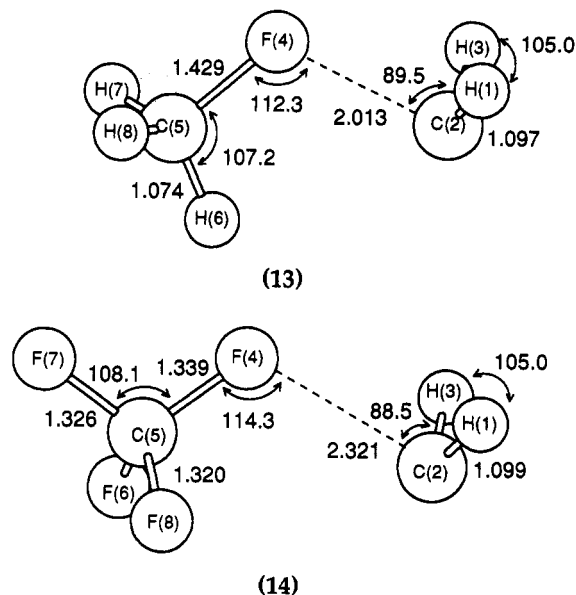 F(4)
H(3)
105.0
1.429
89.5
H(1)
H(7)
112.3
2.013
C(2)
H(8)
C(5)
1.097
107.2
1.074
H(6)
(13)
F(7)
1.339
F(4)
108.1
105.0
H(3)
1.326
114.3
88.5
H(1)
C(5)
2.321
1.320
C(2)
1.099
F(6)
F(8)
(14)